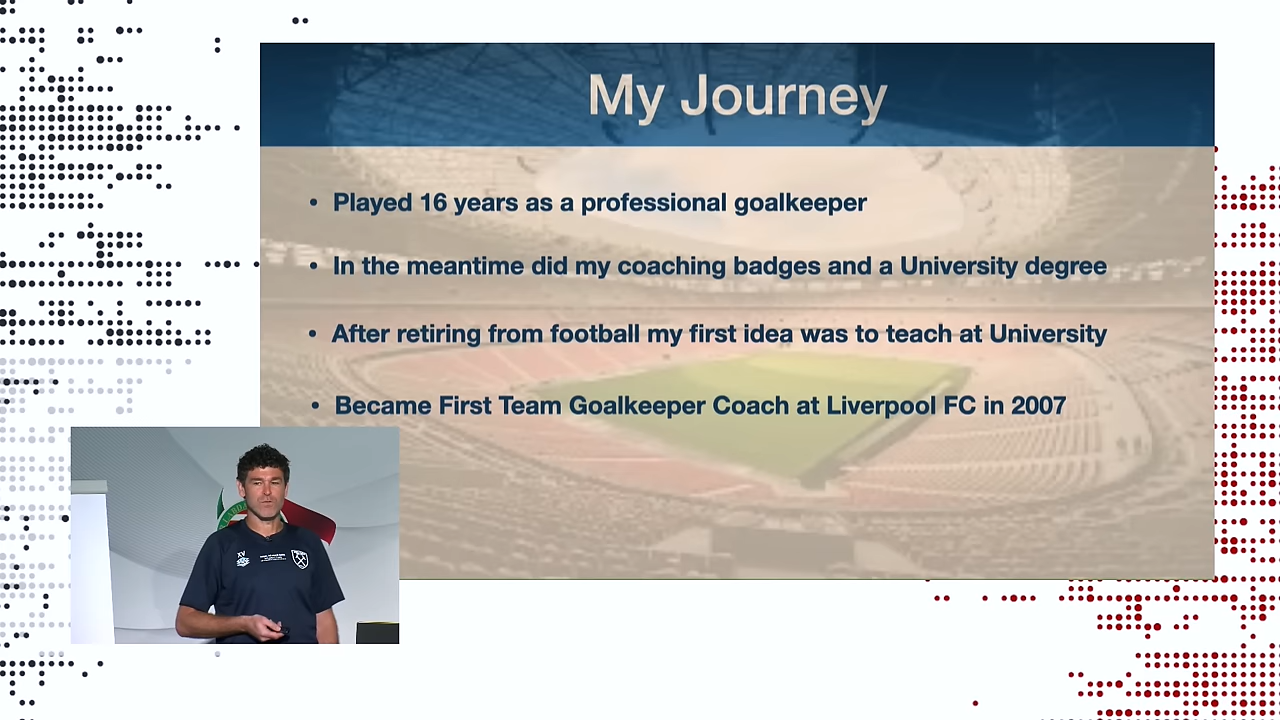 My Journey
• Played 16 years as a professional goalkeeper
• In the meantime did my coaching badges and a University degree
• After retiring from football my first idea was to teach at University
• Became First Team Goalkeeper Coach at Liverpool FC in 2007
XV